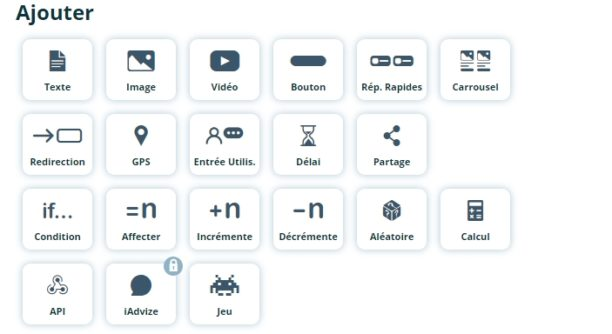 Ajouter
Texte Image Vidéo Bouton Rép. Rapides Carrousel
Redirection GPS Entrée Utilis. Délai Partage
if... =n +n −n
Condition Affecter Incrémente Décrémente Aléatoire Calcul
API iAdvize Jeu